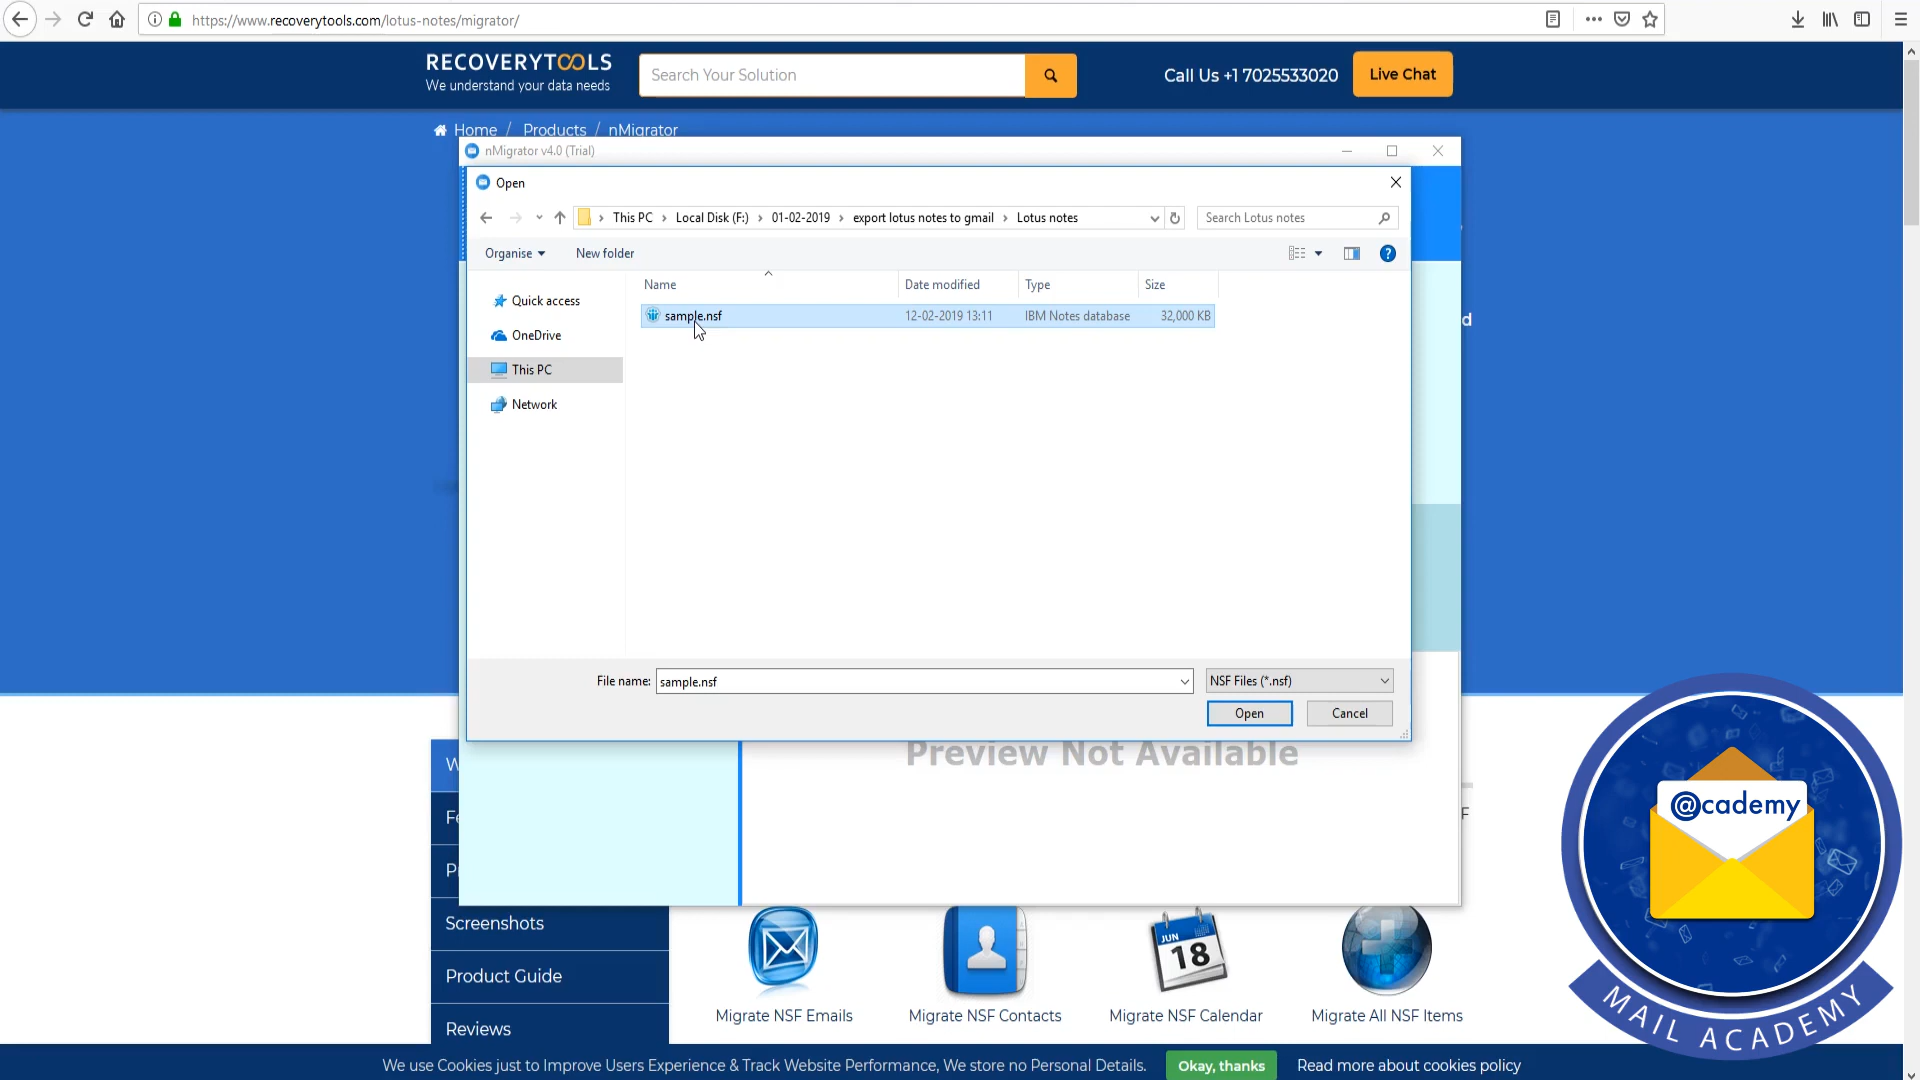 https://www.recoverytools.com/lotus-notes/migrator/
RECOVERYTOOLS
We understand your data needs
Search Your Solution
Call Us +1 7025533020
Live Chat
Home / Products / nMigrator
nMigrator v4.0 (Trial)
Open
This PC > Local Disk (F:) > 01-02-2019 > export lotus notes to gmail > Lotus notes
Search Lotus notes
Organise
New folder
Name
Date modified
Type
Size
Quick access
OneDrive
This PC
Network
sample.nsf
12-02-2019 13:11
IBM Notes database
32,000 KB
d
File name:
sample.nsf
NSF Files (*.nsf)
Open
Cancel
Preview Not Available
W
Fe
P
F
Screenshots
Product Guide
Reviews
JUN
18
Migrate NSF Emails
Migrate NSF Contacts
Migrate NSF Calendar
Migrate All NSF Items
@cademy
MAIL ACADEMY
We use Cookies just to Improve Users Experience & Track Website Performance, We store no Personal Details.
Okay, thanks
Read more about cookies policy